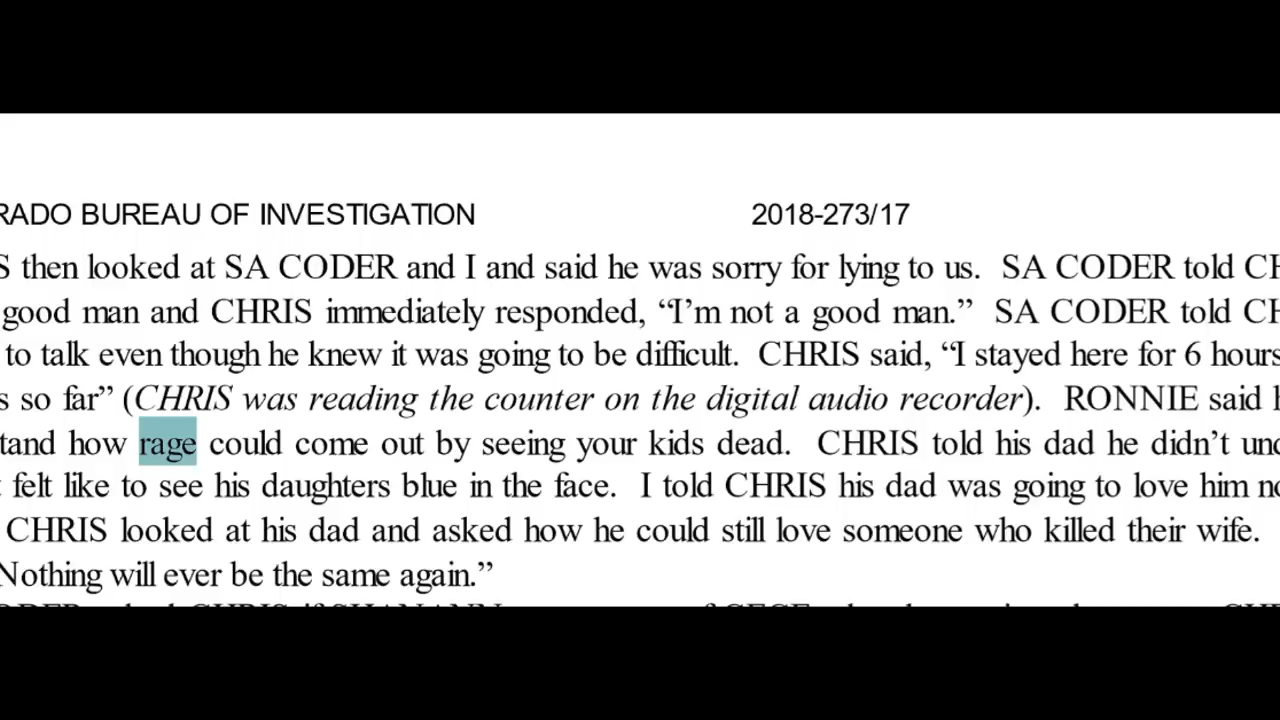 RADO BUREAU OF INVESTIGATION 2018-273/17
S then looked at SA CODER and I and said he was sorry for lying to us. SA CODER told CH
good man and CHRIS immediately responded, “I’m not a good man.” SA CODER told CH
to talk even though he knew it was going to be difficult. CHRIS said, “I stayed here for 6 hours
s so far” (CHRIS was reading the counter on the digital audio recorder). RONNIE said h
tand how rage could come out by seeing your kids dead. CHRIS told his dad he didn’t und
t felt like to see his daughters blue in the face. I told CHRIS his dad was going to love him no
CHRIS looked at his dad and asked how he could still love someone who killed their wife.
Nothing will ever be the same again.”